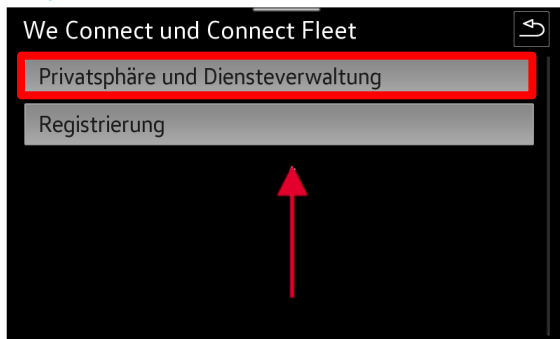 We Connect und Connect Fleet
Privatsphäre und Diensteverwaltung
Registrierung